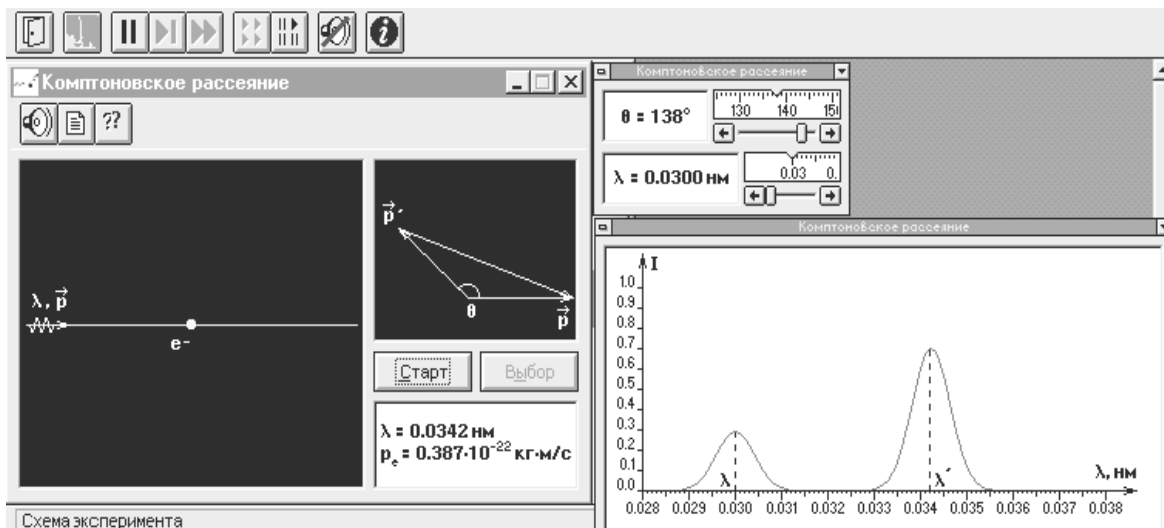 Комптоновское рассеяние
??
λ, p⃗
e-
p⃗´
θ
p⃗
Старт
Выбор
λ = 0.0342 нм
pₑ = 0.387·10⁻²² кг·м/с
Схема эксперимента
Комптоновское рассеяние
θ = 138°
130 140 15
λ = 0.0300 нм
0.03 0.
Комптоновское рассеяние
I
1.0
0.9
0.8
0.7
0.6
0.5
0.4
0.3
0.2
0.1
0.0
λ λ´ λ, нм
0.028 0.029 0.030 0.031 0.032 0.033 0.034 0.035 0.036 0.037 0.038